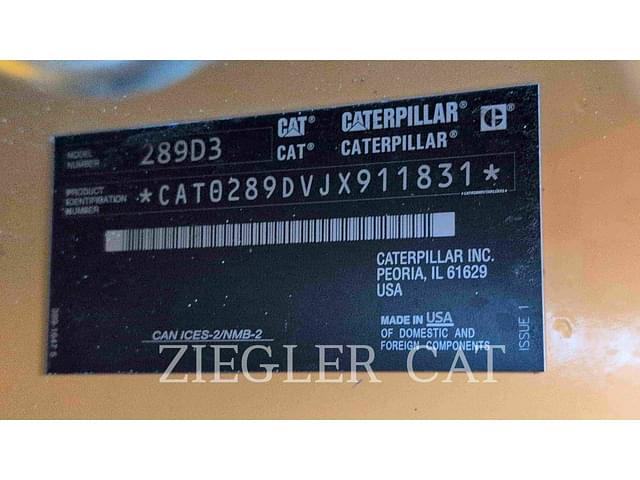 CAT® CATERPILLAR®
MODEL NUMBER 289D3 CAT® CATERPILLAR®
PRODUCT IDENTIFICATION NUMBER *CAT0289DVJX911831*
CATERPILLAR INC.
PEORIA, IL 61629
USA
MADE IN USA
OF DOMESTIC AND
FOREIGN COMPONENTS
CAN ICES-2/NMB-2
ISSUE 1
ZIEGLER CAT